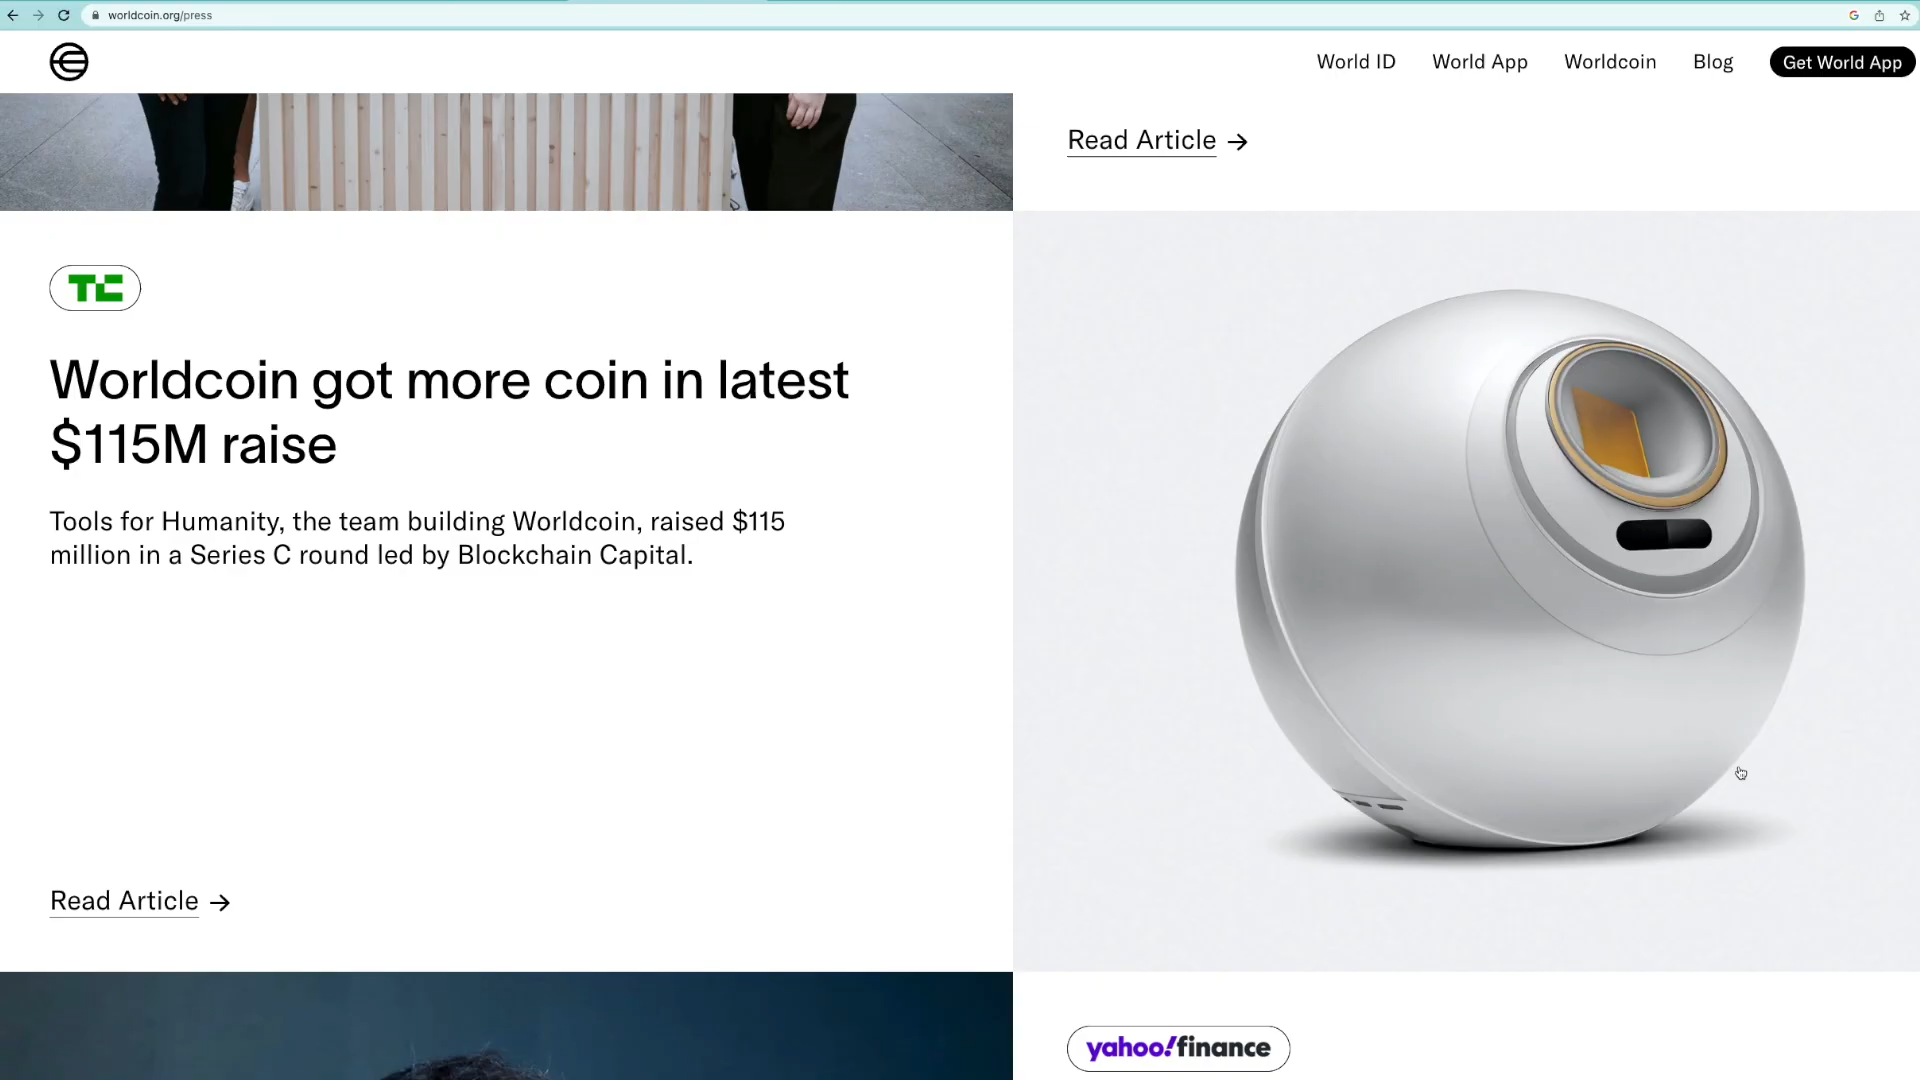 worldcoin.org/press
World ID
World App
Worldcoin
Blog
Get World App
Read Article →
TC
Worldcoin got more coin in latest
$115M raise
Tools for Humanity, the team building Worldcoin, raised $115
million in a Series C round led by Blockchain Capital.
Read Article →
yahoo!finance